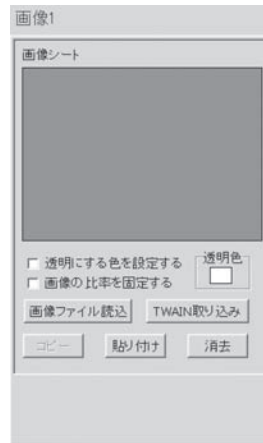 画像1
画像シート
透明にする色を設定する 透明色
画像の比率を固定する
画像ファイル読込 TWAIN取り込み
コピー 貼り付け 消去